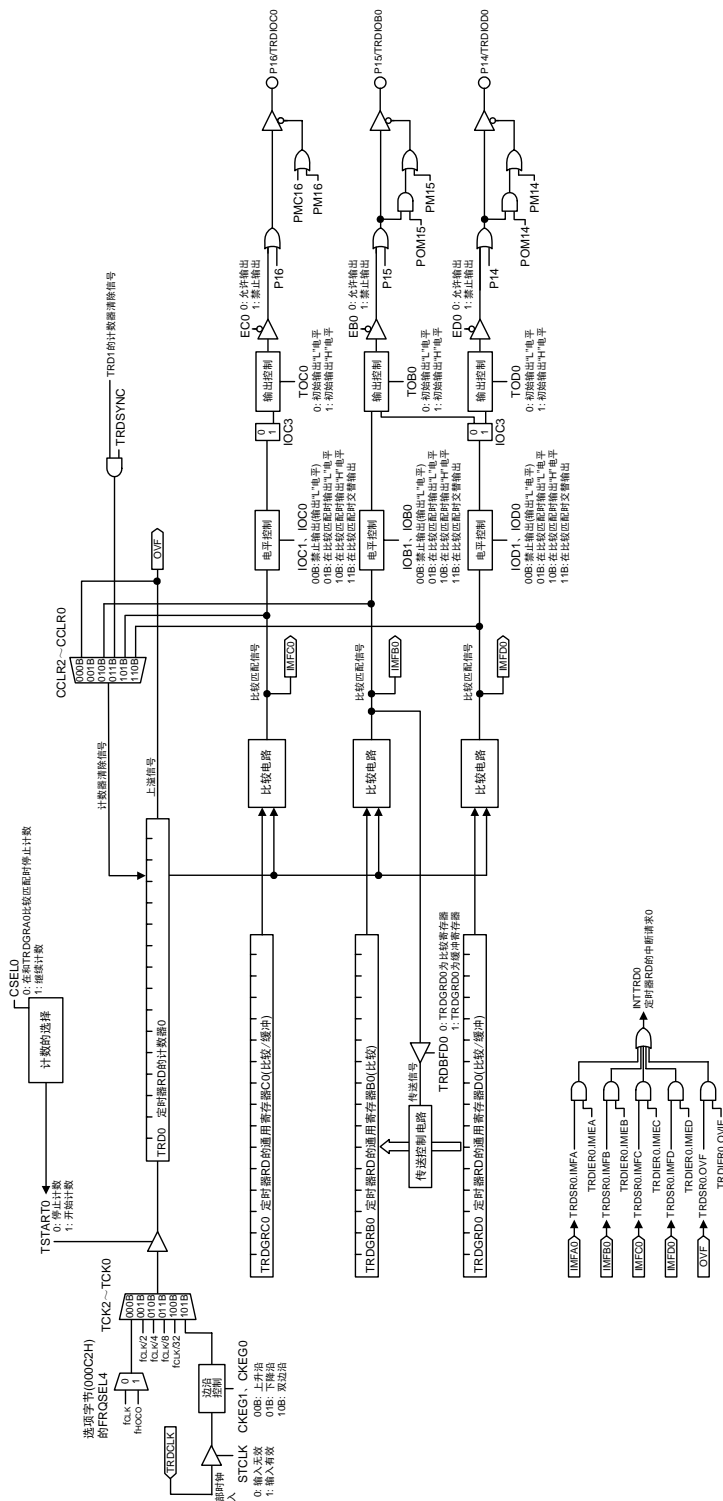 选项字节(000C2H)
的FRQSEL4
fCLK
fHOCO
0
1
TRDCLK
部时钟
入
STCLK
0: 输入无效
1: 输入有效
边沿
控制
CKEG1、CKEG0
00B: 上升沿
01B: 下降沿
10B: 双边沿
TCK2～TCK0
000B
001B
010B
011B
100B
101B
fCLK/2
fCLK/4
fCLK/8
fCLK/32
TSTART0
0: 停止计数
1: 开始计数
计数的选择
CSEL0
0: 在和TRDGRA0比较匹配时停止计数
1: 继续计数
TRD0 定时器RD的计数器0
计数器清除信号
上溢信号
CCLR2～CCLR0
000B
001B
010B
011B
101B
110B
OVF
TRD1的计数器清除信号
TRDSYNC
TRDGRC0 定时器RD的通用寄存器C0(比较/缓冲)
比较电路
比较匹配信号
IMFC0
电平控制
IOC1、IOC0
00B: 禁止输出(输出“L”电平)
01B: 在比较匹配时输出“L”电平
10B: 在比较匹配时输出“H”电平
11B: 在比较匹配时交替输出
0
1
IOC3
输出控制
TOC0
0: 初始输出“L”电平
1: 初始输出“H”电平
EC0 0: 允许输出
1: 禁止输出
P16
PMC16
PM16
P16/TRDIOC0
TRDGRB0 定时器RD的通用寄存器B0(比较)
比较电路
比较匹配信号
IMFB0
电平控制
IOB1、IOB0
00B: 禁止输出(输出“L”电平)
01B: 在比较匹配时输出“L”电平
10B: 在比较匹配时输出“H”电平
11B: 在比较匹配时交替输出
输出控制
TOB0
0: 初始输出“L”电平
1: 初始输出“H”电平
EB0 0: 允许输出
1: 禁止输出
P15
POM15
PM15
P15/TRDIOB0
传送控制电路
传送信号
TRDBFD0 0: TRDGRD0为比较寄存器
1: TRDGRD0为缓冲寄存器
TRDGRD0 定时器RD的通用寄存器D0(比较/缓冲)
比较电路
比较匹配信号
IMFD0
电平控制
IOD1、IOD0
00B: 禁止输出(输出“L”电平)
01B: 在比较匹配时输出“L”电平
10B: 在比较匹配时输出“H”电平
11B: 在比较匹配时交替输出
0
1
IOC3
输出控制
TOD0
0: 初始输出“L”电平
1: 初始输出“H”电平
ED0 0: 允许输出
1: 禁止输出
P14
POM14
PM14
P14/TRDIOD0
IMFA0
TRDSR0.IMFA
TRDIER0.IMIEA
IMFB0
TRDSR0.IMFB
TRDIER0.IMIEB
IMFC0
TRDSR0.IMFC
TRDIER0.IMIEC
IMFD0
TRDSR0.IMFD
TRDIER0.IMIED
OVF
TRDSR0.OVF
TRDIER0.OVIE
INTTRD0
定时器RD的中断请求0